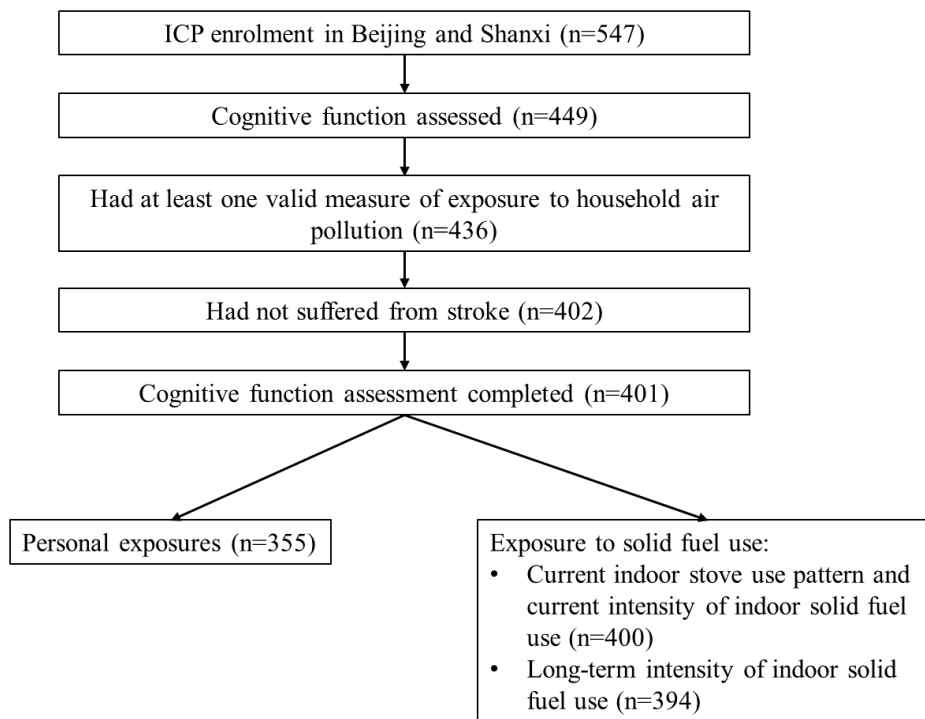 ICP enrolment in Beijing and Shanxi (n=547)
Cognitive function assessed (n=449)
Had at least one valid measure of exposure to household air
pollution (n=436)
Had not suffered from stroke (n=402)
Cognitive function assessment completed (n=401)
Personal exposures (n=355)
Exposure to solid fuel use:
• Current indoor stove use pattern and
current intensity of indoor solid fuel
use (n=400)
• Long-term intensity of indoor solid
fuel use (n=394)